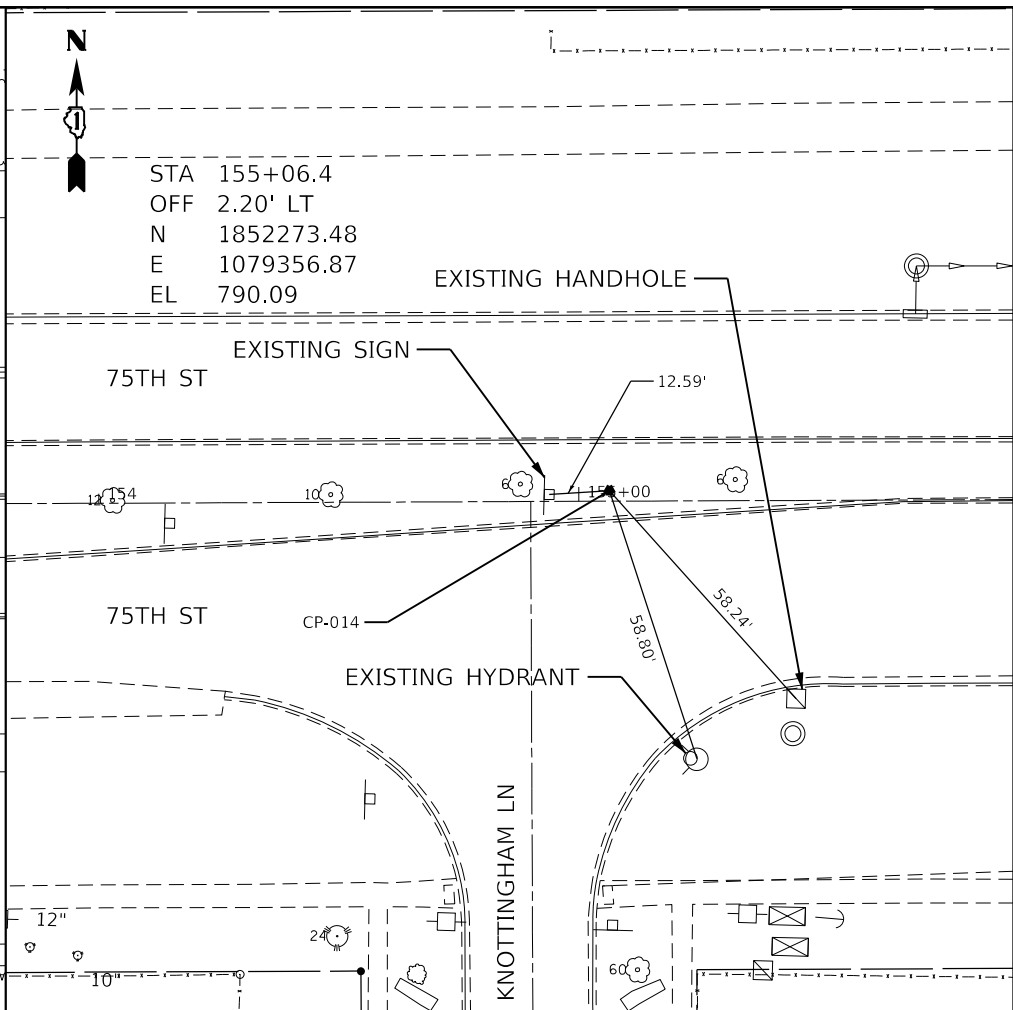 N
1
STA 155+06.4
OFF 2.20' LT
N 1852273.48
E 1079356.87
EL 790.09
EXISTING HANDHOLE
EXISTING SIGN
75TH ST
12.59'
154
10
6
6
75TH ST
CP-014
58.24'
58.80'
EXISTING HYDRANT
KNOTTINGHAM LN
12"
24
10
60